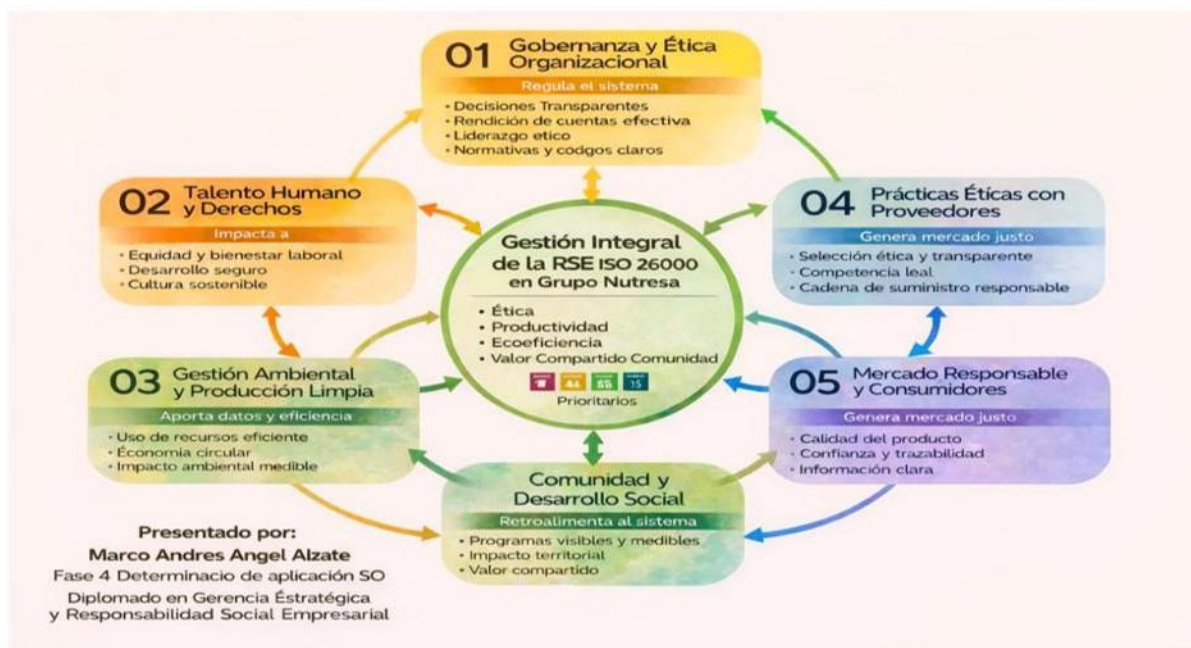 01 Gobernanza y Ética
Organizacional
Regula el sistema
• Decisiones Transparentes
• Rendición de cuentas efectiva
• Liderazgo etico
• Normativas y codgos claros
02 Talento Humano
y Derechos
Impacta a
• Equidad y bienestar laboral
• Desarrollo seguro
• Cultura sostenible
04 Prácticas Éticas con
Proveedores
Genera mercado justo
• Selección ética y transparente
• Competencia leal
• Cadena de suministro responsable
Gestión Integral
de la RSE ISO 26000
en Grupo Nutresa
• Ética
• Productividad
• Ecoeficiencia
• Valor Compartido Comunidad
Prioritarios
03 Gestión Ambiental
y Producción Limpia
Aporta datos y eficiencia
• Uso de recursos eficiente
• Économia circular
• Impacto ambiental medible
05 Mercado Responsable
y Consumidores
Genera mercado justo
• Calidad del producto
• Confianza y trazabilidad
• Información clara
Comunidad y
Desarrollo Social
Retroalimenta al sistema
• Programas visibles y medibles
• Impacto territorial
• Valor compartido
Presentado por:
Marco Andres Angel Alzate
Fase 4 Determinacio de aplicación SO
Diplomado en Gerencia Éstratégica
y Responsabilidad Social Empresarial